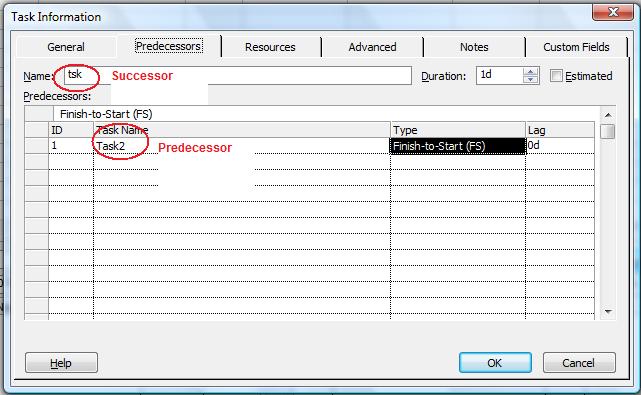 Task Information
General Predecessors Resources Advanced Notes Custom Fields
Name: tsk Successor Duration: 1d Estimated
Predecessors:
Finish-to-Start (FS)
ID Task Name Type Lag
1 Task2 Predecessor Finish-to-Start (FS) 0d
Help OK Cancel